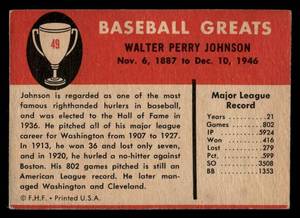 49
BASEBALL GREATS
WALTER PERRY JOHNSON
Nov. 6, 1887 to Dec. 10, 1946
Johnson is regarded as one of the most
famous righthanded hurlers in baseball,
and was elected to the Hall of Fame in
1936. He pitched all of his major league
career for Washington from 1907 to 1927.
In 1913, he won 36 and lost only seven,
and in 1920, he hurled a no-hitter against
Boston. His 802 games pitched is still
an American League record. He later man-
aged Washington and Cleveland.
© F.H.F. • Printed U.S.A.
Major League
Record
Years 21
Games 802
IP 5924
Won 416
Lost 279
Pct. .599
SO 3508
BB 1353